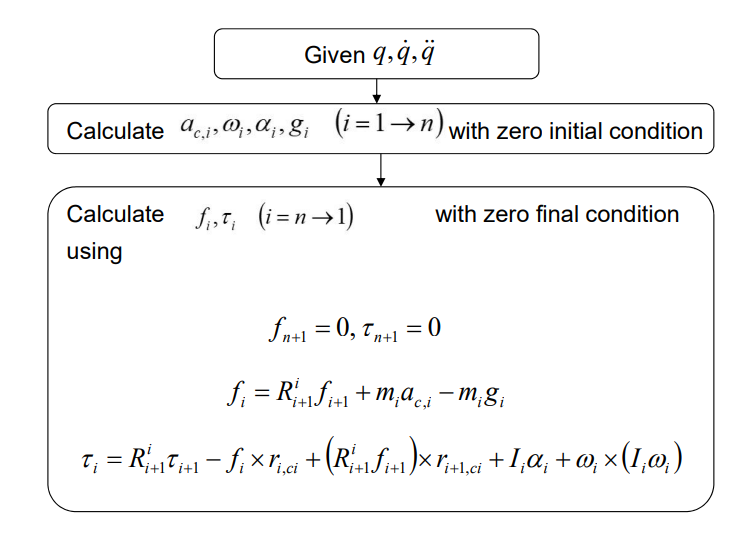 Given q, q̇, q̈
Calculate a_{c,i}, ω_i, α_i, g_i (i = 1 → n) with zero initial condition
Calculate f_i, τ_i (i = n → 1) with zero final condition
using
f_{n+1} = 0, τ_{n+1} = 0
f_i = R^i_{i+1} f_{i+1} + m_i a_{c,i} − m_i g_i
τ_i = R^i_{i+1} τ_{i+1} − f_i × r_{i,ci} + (R^i_{i+1} f_{i+1}) × r_{i+1,ci} + I_i α_i + ω_i × (I_i ω_i)